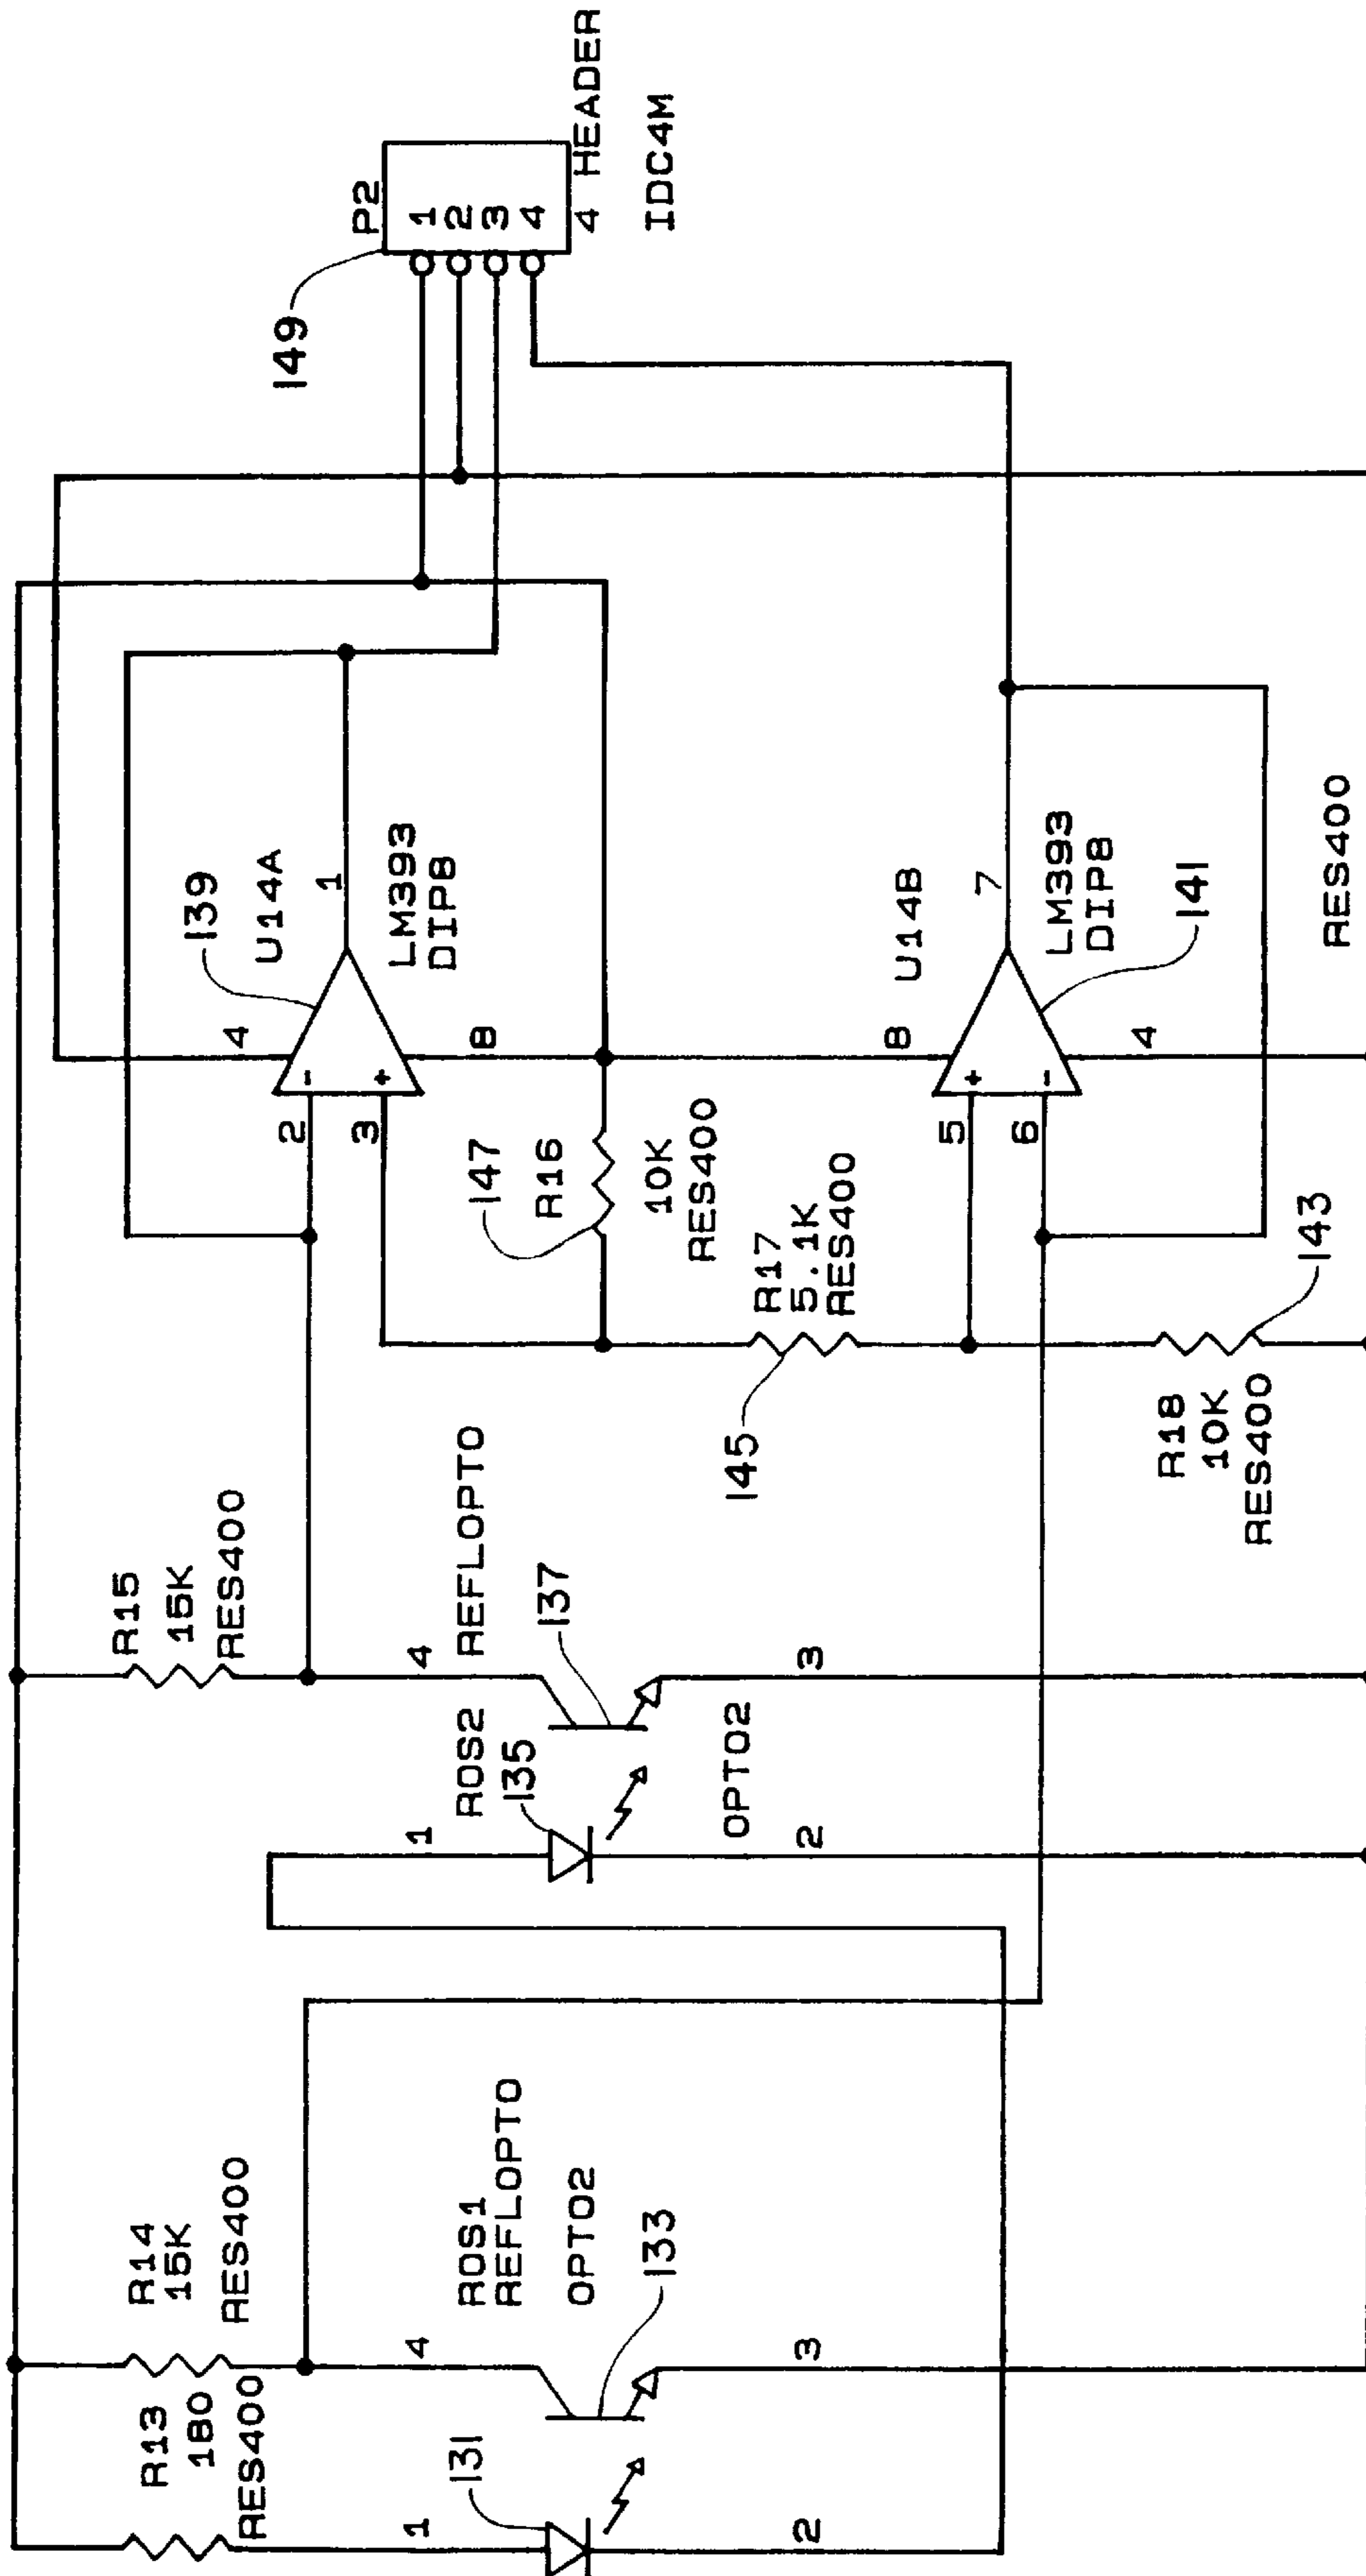 R13
180
RES400
R14
15K
RES400
131
1
2
4
3
ROS1
REFLOPTO
OPTO2
133
R15
15K
RES400
1
2
ROS2
135
4
REFLOPTO
137
OPTO2
3
139
U14A
4
2
-
3
+
1
8
LM393
DIP8
147
R16
10K
RES400
145
R17
5.1K
RES400
R18
10K
RES400
143
U14B
8
5
+
6
-
7
4
LM393
DIP8
141
RES400
149
P2
1
2
3
4
4 HEADER
IDC4M